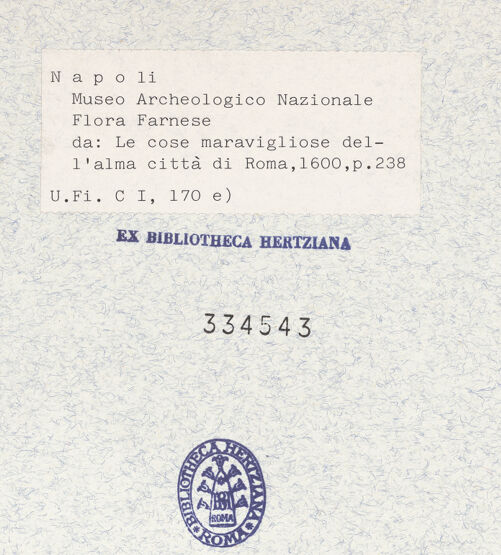 N a p o l i
Museo Archeologico Nazionale
Flora Farnese
da: Le cose maravigliose del-
l'alma città di Roma,1600,p.238
U.Fi. C I, 170 e)
EX BIBLIOTHECA HERTZIANA
334543
BIBLIOTHECA HERTZIANA
ROMA
• ROMA •